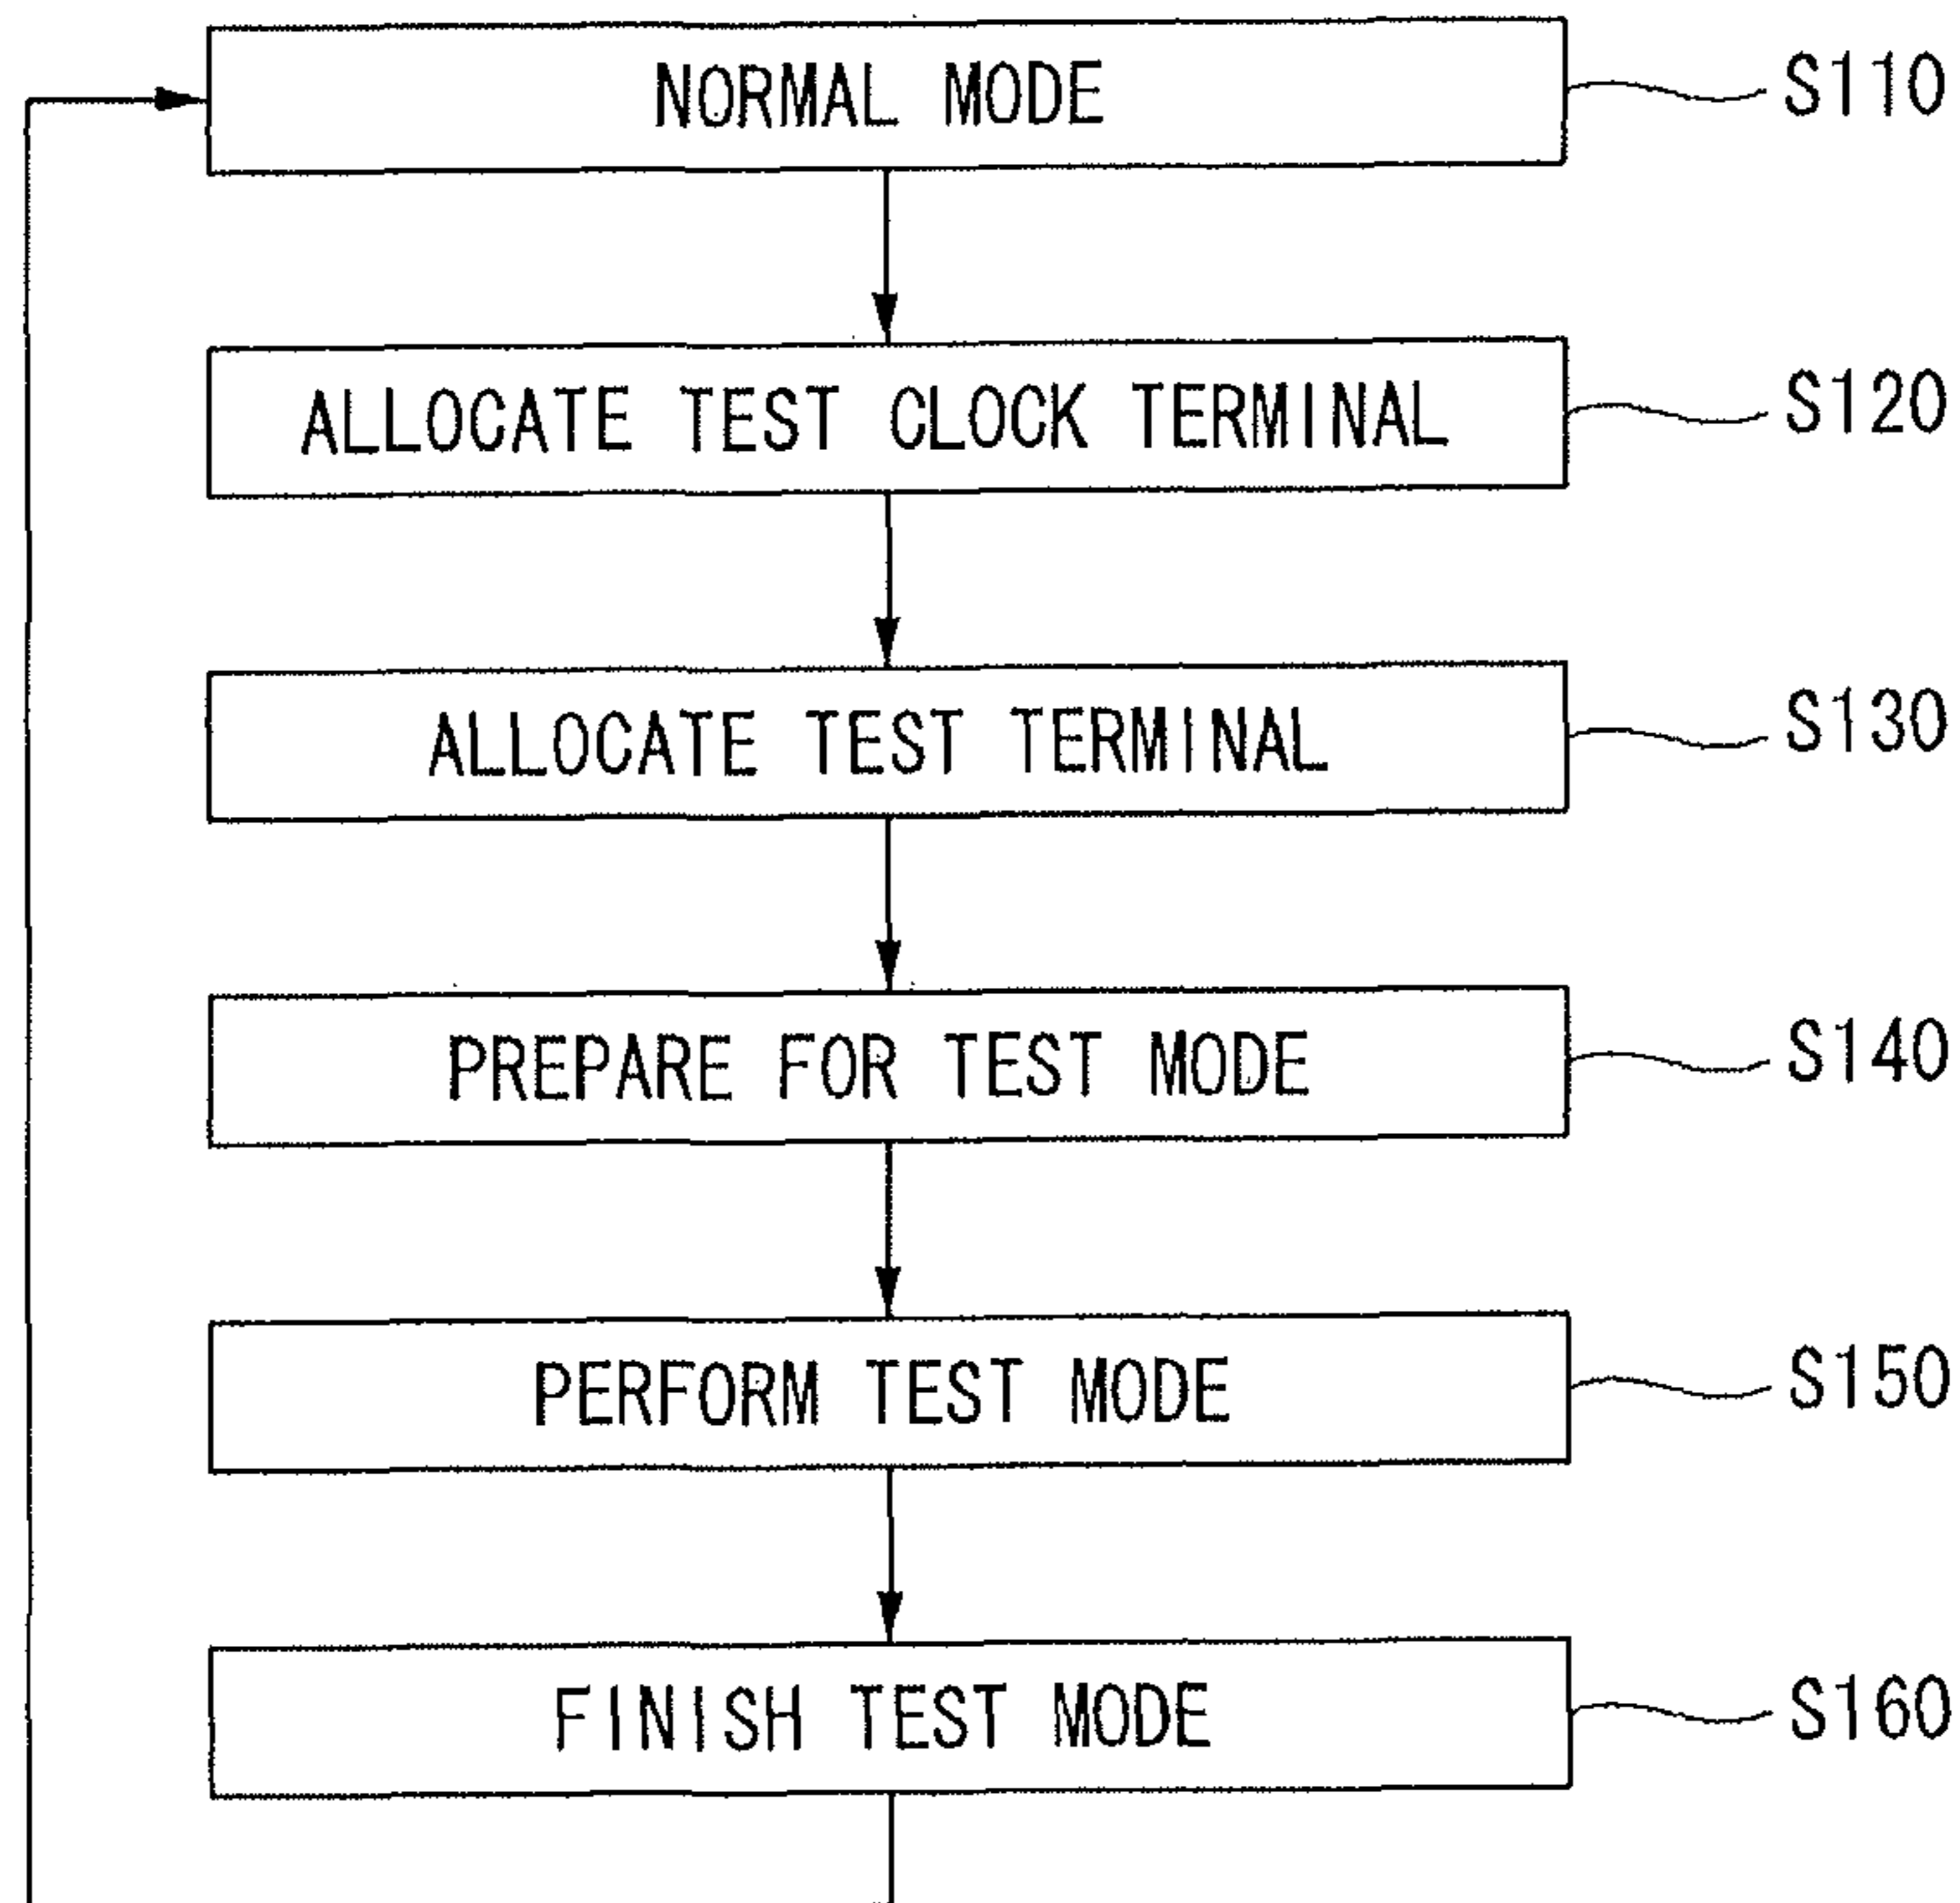 NORMAL MODE S110
ALLOCATE TEST CLOCK TERMINAL S120
ALLOCATE TEST TERMINAL S130
PREPARE FOR TEST MODE S140
PERFORM TEST MODE S150
FINISH TEST MODE S160